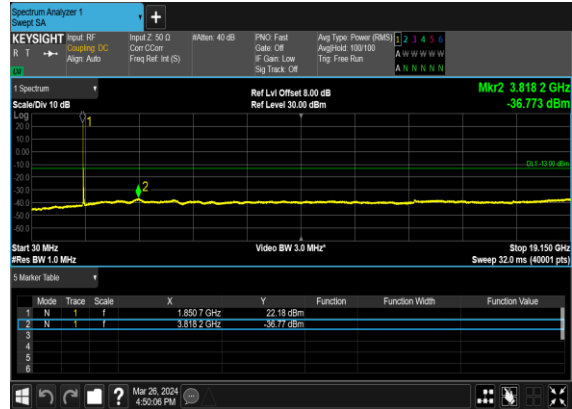 Spectrum Analyzer 1
Swept SA
+
KEYSIGHT Input: RF Input Z: 50 Ω #Atten: 40 dB PNO: Fast Avg Type: Power (RMS) 1 2 3 4 5 6
R T Coupling: DC Corr CCorr Gate: Off Avg|Hold: 100/100 A W W W W W
Align: Auto Freq Ref: Int (S) IF Gain: Low Trig: Free Run
Sig Track: Off A N N N N N
1 Spectrum Ref Lvl Offset 8.00 dB Mkr2 3.818 2 GHz
Scale/Div 10 dB Ref Level 30.00 dBm -36.773 dBm
Log
20.0
10.0
0.00
-10.0
-20.0
-30.0
-40.0
-50.0
-60.0
1
2
DL1 -13.00 dBm
Start 30 MHz Video BW 3.0 MHz* Stop 19.150 GHz
#Res BW 1.0 MHz Sweep 32.0 ms (40001 pts)
5 Marker Table
Mode Trace Scale X Y Function Function Width Function Value
1 N 1 f 1.850 7 GHz 22.18 dBm
2 N 1 f 3.818 2 GHz -36.77 dBm
3
4
5
6
? Mar 26, 2024
4:50:06 PM